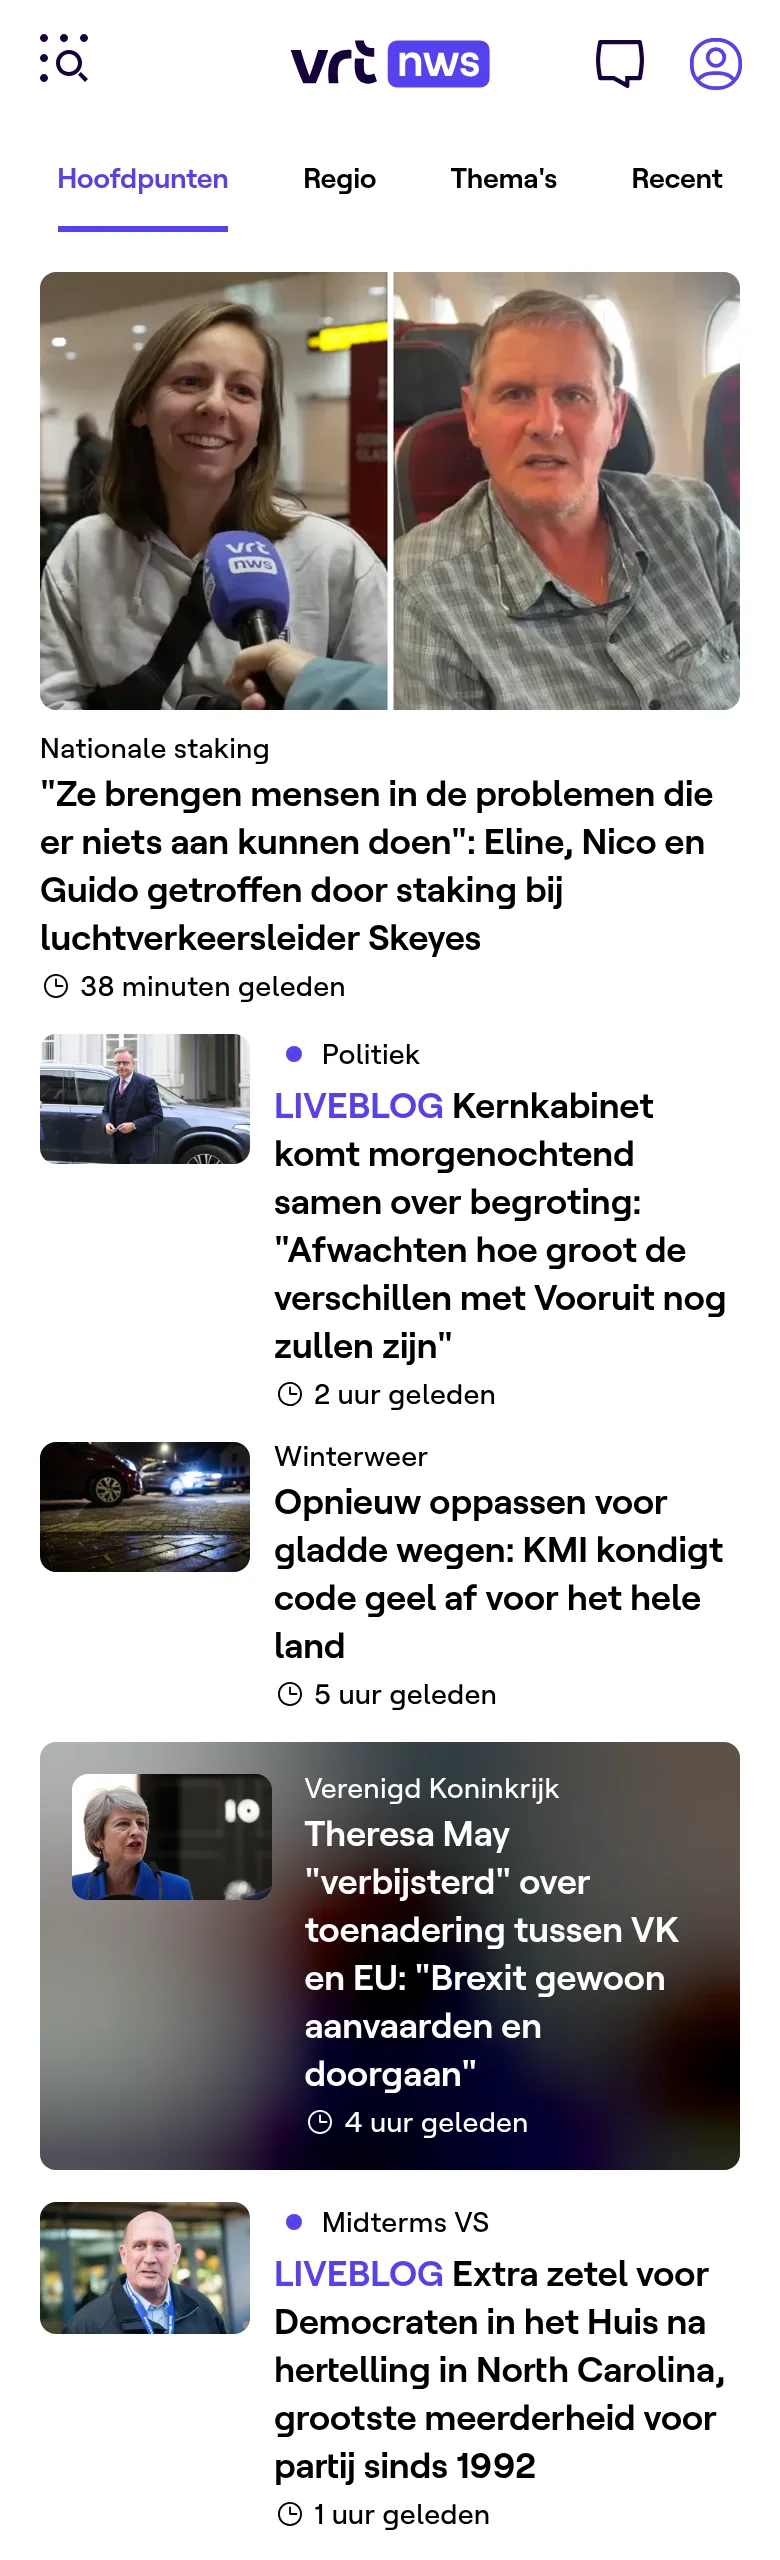 vrt nws
Hoofdpunten Regio Thema's Recent
vrt
nws
Nationale staking
"Ze brengen mensen in de problemen die
er niets aan kunnen doen": Eline, Nico en
Guido getroffen door staking bij
luchtverkeersleider Skeyes
38 minuten geleden
Politiek
LIVEBLOG Kernkabinet
komt morgenochtend
samen over begroting:
"Afwachten hoe groot de
verschillen met Vooruit nog
zullen zijn"
2 uur geleden
Winterweer
Opnieuw oppassen voor
gladde wegen: KMI kondigt
code geel af voor het hele
land
5 uur geleden
10
Verenigd Koninkrijk
Theresa May
"verbijsterd" over
toenadering tussen VK
en EU: "Brexit gewoon
aanvaarden en
doorgaan"
4 uur geleden
Midterms VS
LIVEBLOG Extra zetel voor
Democraten in het Huis na
hertelling in North Carolina,
grootste meerderheid voor
partij sinds 1992
1 uur geleden